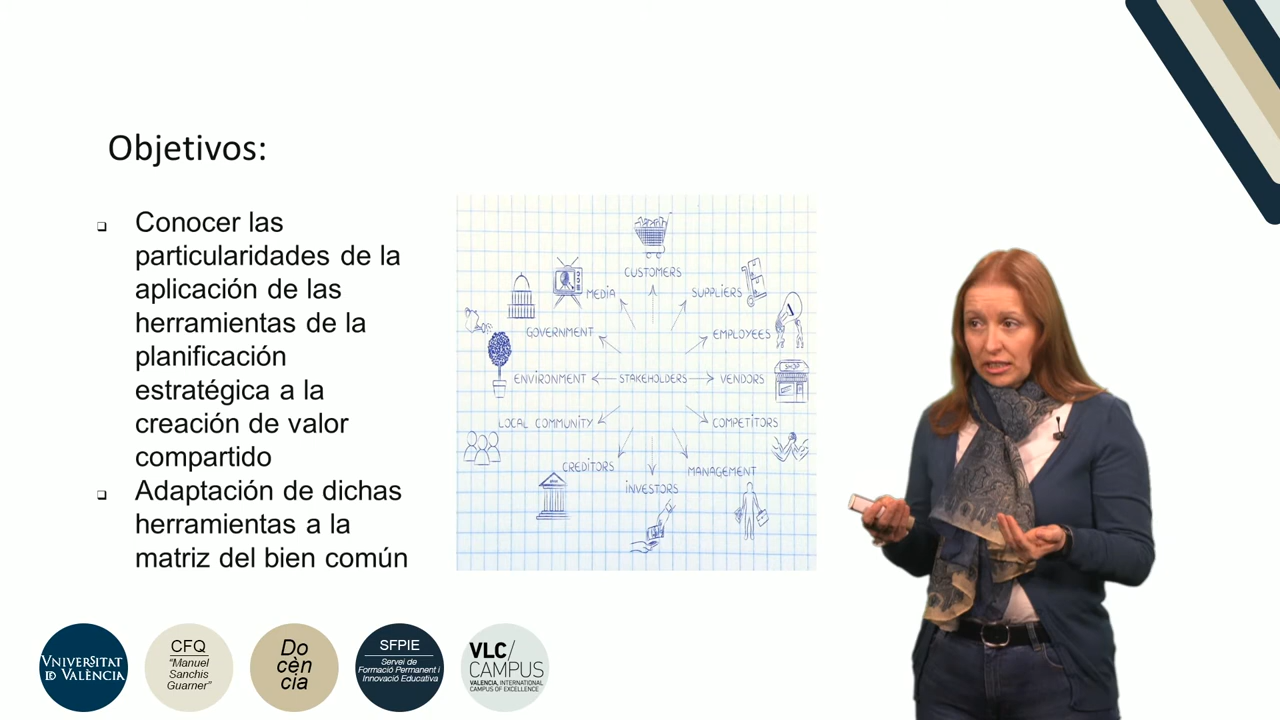 Objetivos:
Conocer las
particularidades de la
aplicación de las
herramientas de la
planificación
estratégica a la
creación de valor
compartido
Adaptación de dichas
herramientas a la
matriz del bien común
CUSTOMERS
MEDIA
SUPPLIERS
GOVERNMENT
EMPLOYEES
SHOP
ENVIRONMENT
STAKEHOLDERS
VENDORS
LOCAL COMMUNITY
COMPETITORS
CREDITORS
MANAGEMENT
INVESTORS
VNIVERSITAT
ID VALÈNCIA
CFQ
"Manuel
Sanchis
Guarner"
Do
cèn
cia
SFPIE
Servei de
Formació Permanent i
Innovació Educativa
VLC/
CAMPUS
VALENCIA, INTERNATIONAL
CAMPUS OF EXCELLENCE